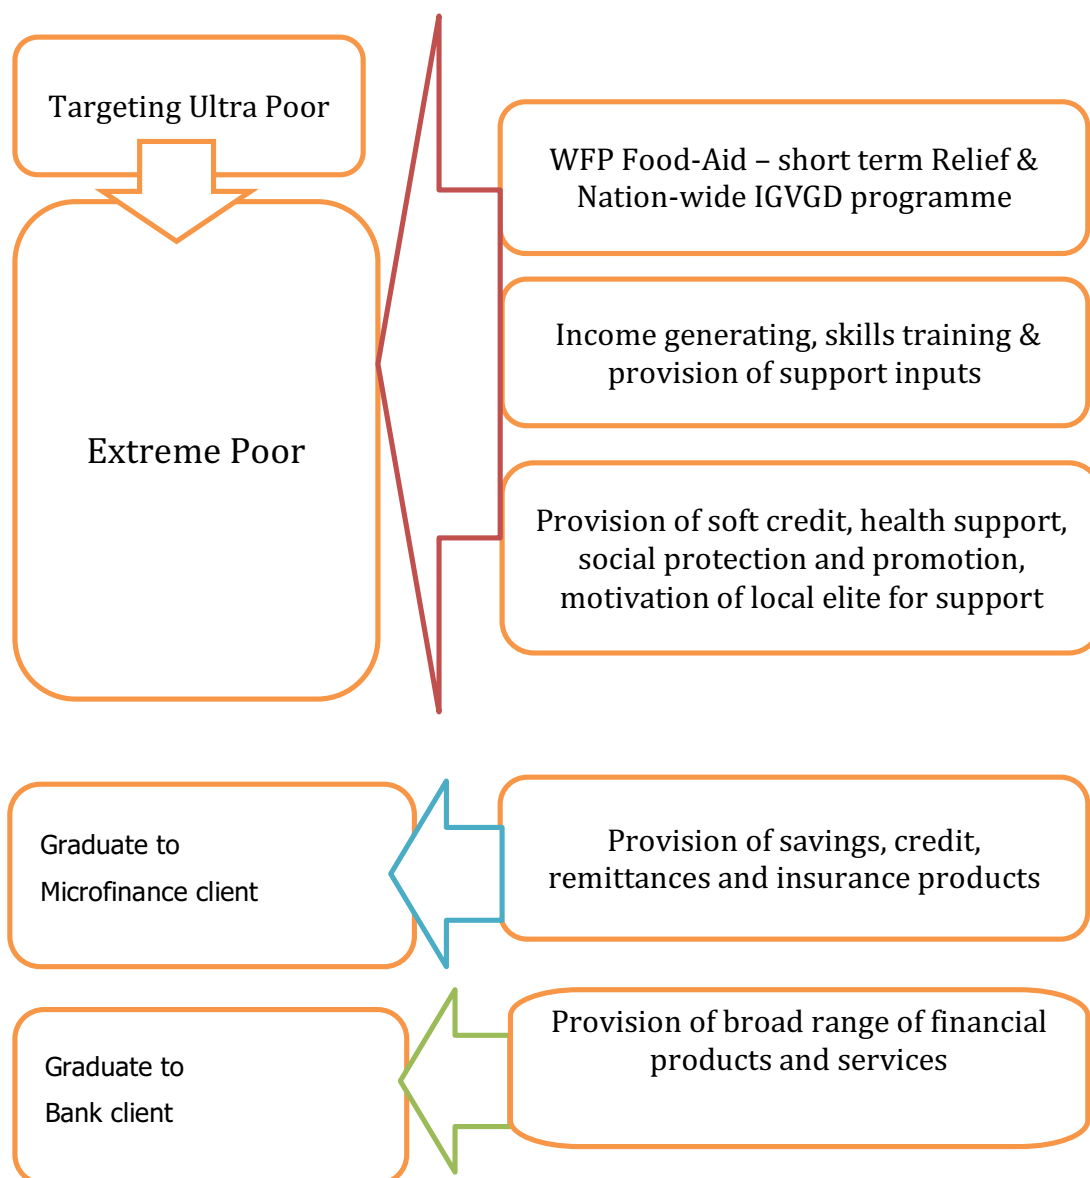 Targeting Ultra Poor
WFP Food-Aid – short term Relief &
Nation-wide IGVGD programme
Income generating, skills training &
provision of support inputs
Extreme Poor
Provision of soft credit, health support,
social protection and promotion,
motivation of local elite for support
Graduate to
Microfinance client
Provision of savings, credit,
remittances and insurance products
Graduate to
Bank client
Provision of broad range of financial
products and services